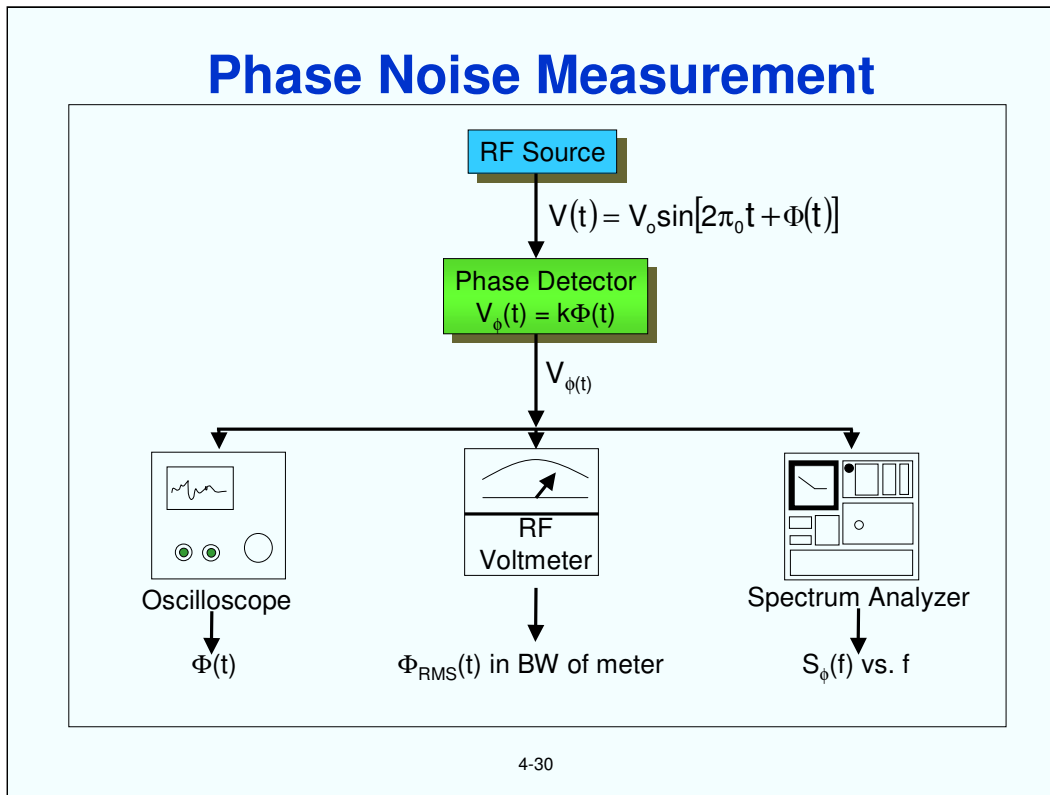 Phase Noise Measurement
RF Source
V(t) = Vₒsin[2π₀t + Φ(t)]
Phase Detector
V_ϕ(t) = kΦ(t)
V_ϕ(t)
RF
Voltmeter
Oscilloscope
Spectrum Analyzer
Φ(t)
Φ_RMS(t) in BW of meter
S_ϕ(f) vs. f
4-30